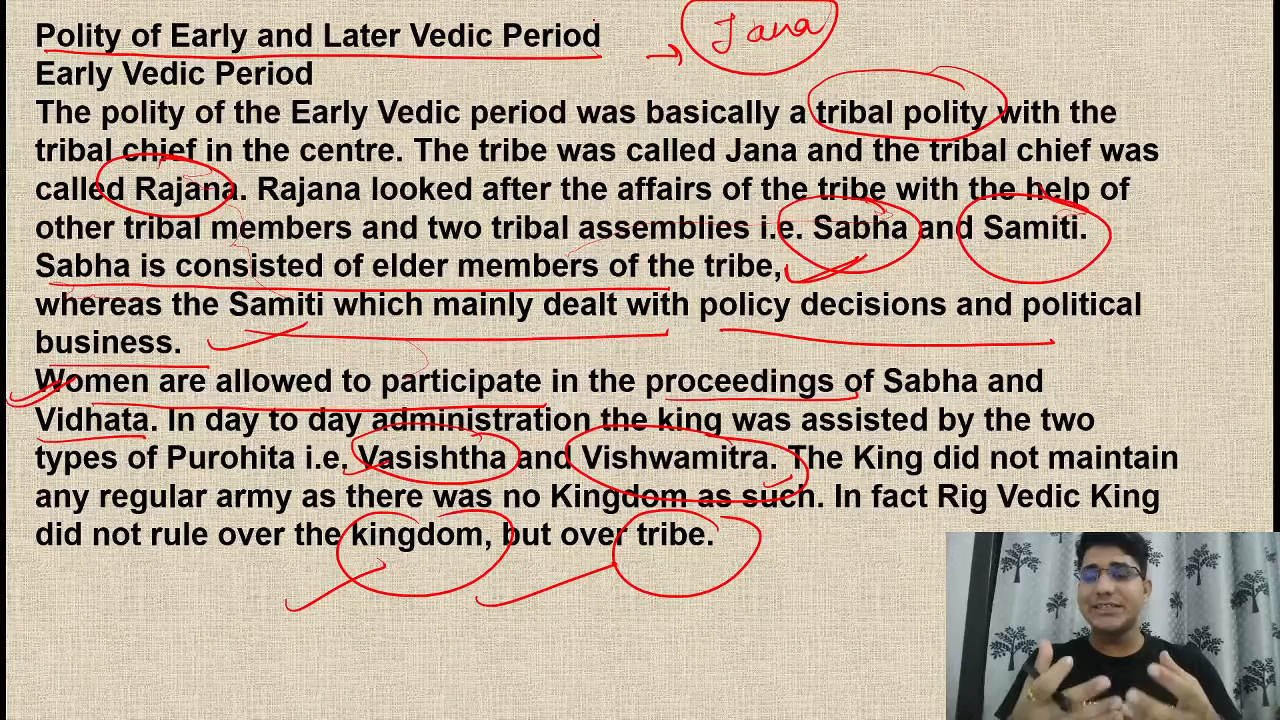 Polity of Early and Later Vedic Period
Jana
Early Vedic Period
The polity of the Early Vedic period was basically a tribal polity with the
tribal chief in the centre. The tribe was called Jana and the tribal chief was
called Rajana. Rajana looked after the affairs of the tribe with the help of
other tribal members and two tribal assemblies i.e. Sabha and Samiti.
Sabha is consisted of elder members of the tribe,
whereas the Samiti which mainly dealt with policy decisions and political
business.
Women are allowed to participate in the proceedings of Sabha and
Vidhata. In day to day administration the king was assisted by the two
types of Purohita i.e. Vasishtha and Vishwamitra. The King did not maintain
any regular army as there was no Kingdom as such. In fact Rig Vedic King
did not rule over the kingdom, but over tribe.